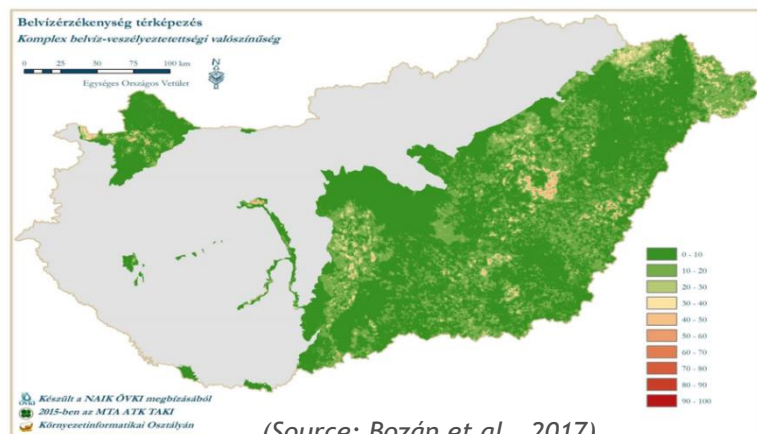 Belvízérzékenység térképezés
Komplex belvíz-veszélyeztetettségi valószínűség
0 25 50 75 100 km
Egységes Országos Vetület
N
0 - 10
10 - 20
20 - 30
30 - 40
40 - 50
50 - 60
60 - 70
70 - 80
80 - 90
90 - 100
ÖVKI
Készült a NAIK ÖVKI megbízásából
2015-ben az MTA ATK TAKI
Környezetinformatikai Osztályán
(Source: Bozán et al., 2017)